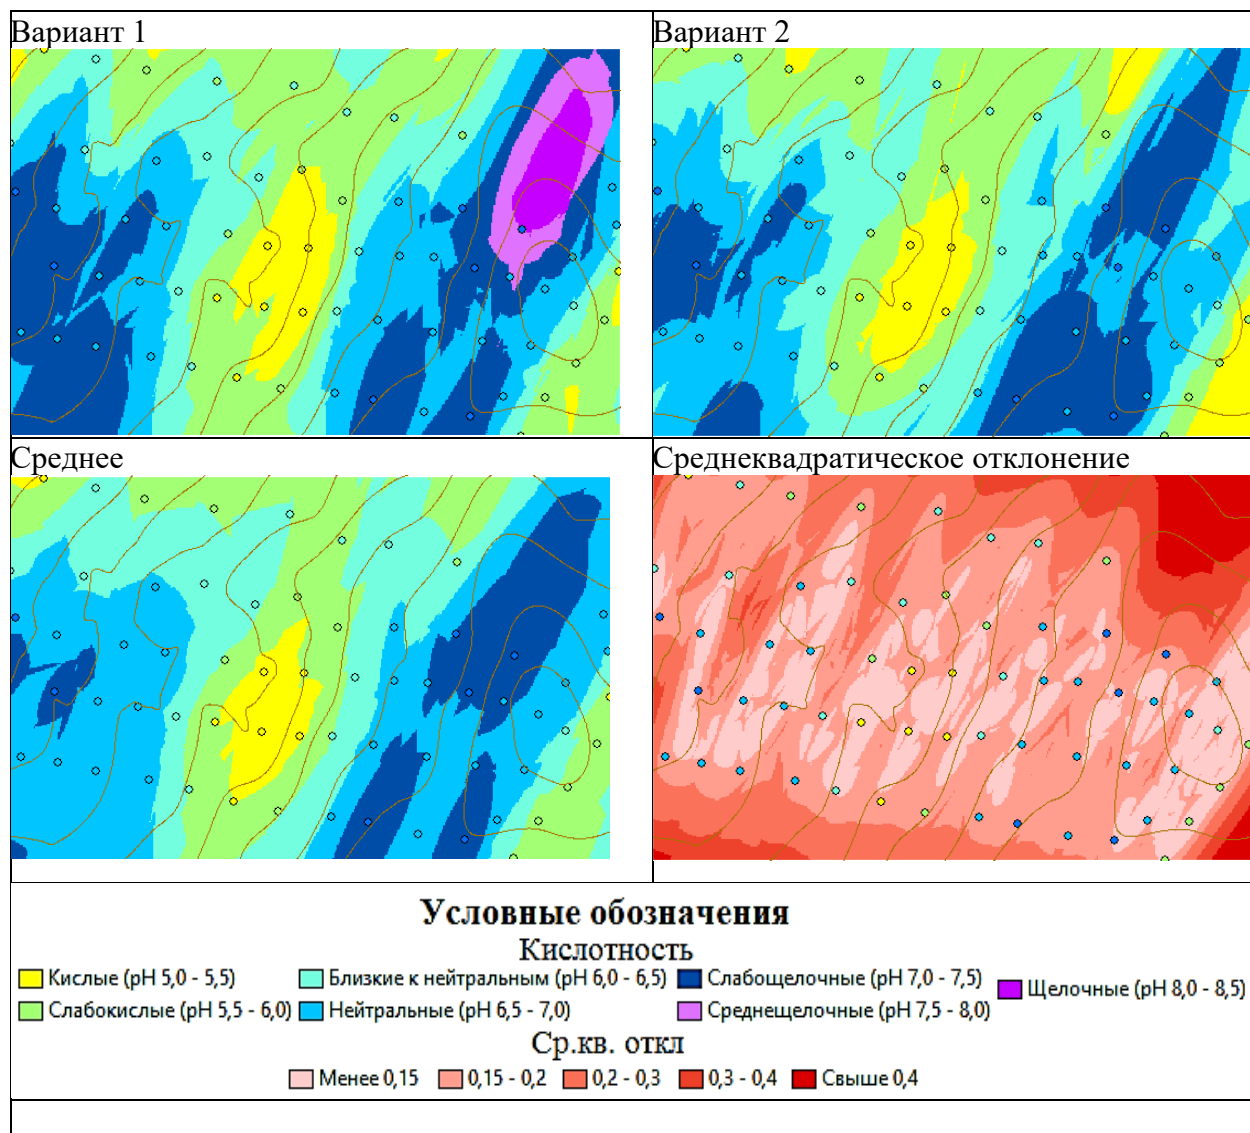 Вариант 1
Вариант 2
Среднее
Среднеквадратическое отклонение
Условные обозначения
Кислотность
Кислые (pH 5,0 - 5,5)
Близкие к нейтральным (pH 6,0 - 6,5)
Слабощелочные (pH 7,0 - 7,5)
Щелочные (pH 8,0 - 8,5)
Слабокислые (pH 5,5 - 6,0)
Нейтральные (pH 6,5 - 7,0)
Среднещелочные (pH 7,5 - 8,0)
Ср.кв. откл
Менее 0,15
0,15 - 0,2
0,2 - 0,3
0,3 - 0,4
Свыше 0,4